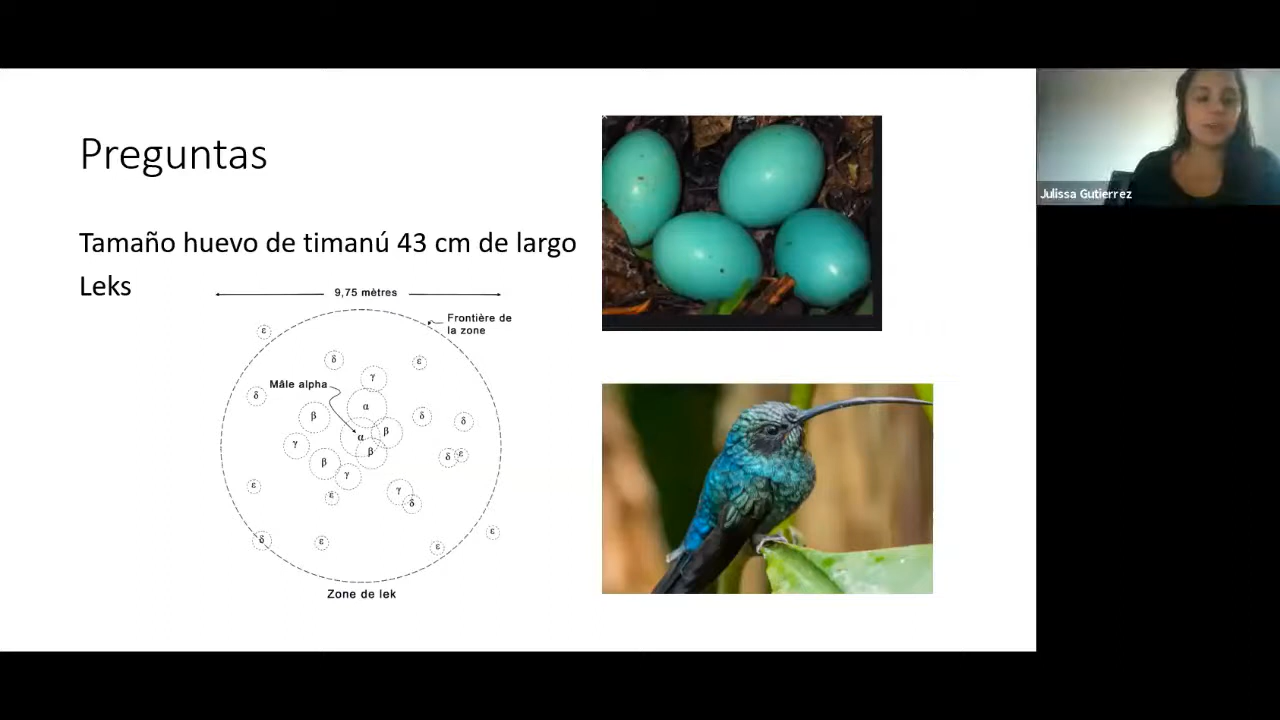 Preguntas
Tamaño huevo de timanú 43 cm de largo
Leks
9,75 mètres
Frontière de
la zone
ε
δ
ε
γ
Mâle alpha
δ
α
β
δ
δ
β
α
γ
β
δ
ε
β
γ
ε
γ
ε
δ
ε
δ
ε
ε
Zone de lek
Julissa Gutierrez